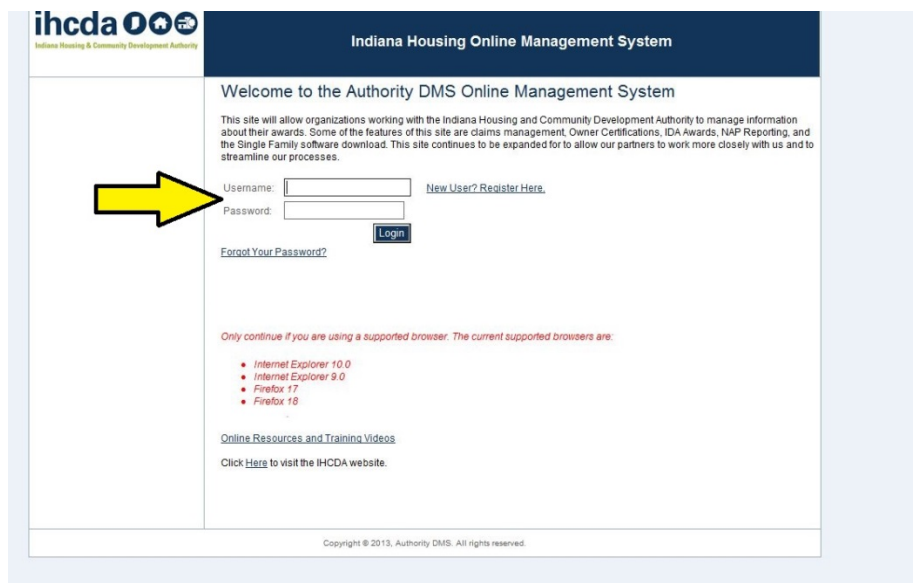 ihcda
Indiana Housing & Community Development Authority
Indiana Housing Online Management System
Welcome to the Authority DMS Online Management System
This site will allow organizations working with the Indiana Housing and Community Development Authority to manage information
about their awards. Some of the features of this site are claims management, Owner Certifications, IDA Awards, NAP Reporting, and
the Single Family software download. This site continues to be expanded for to allow our partners to work more closely with us and to
streamline our processes.
Username:
New User? Register Here.
Password:
Login
Forgot Your Password?
Only continue if you are using a supported browser. The current supported browsers are:
• Internet Explorer 10.0
• Internet Explorer 9.0
• Firefox 17
• Firefox 18
Online Resources and Training Videos
Click Here to visit the IHCDA website.
Copyright © 2013, Authority DMS. All rights reserved.